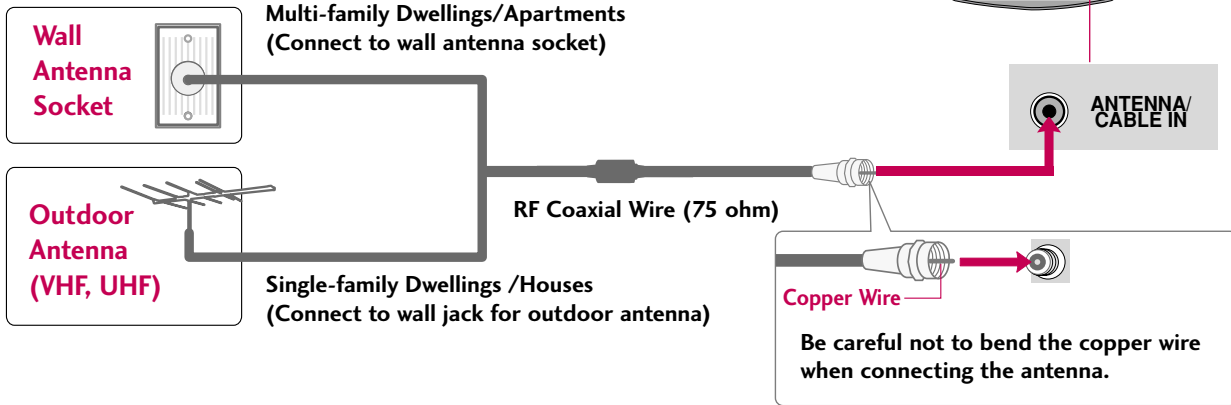 Multi-family Dwellings/Apartments
(Connect to wall antenna socket)
Wall
Antenna
Socket
ANTENNA/
CABLE IN
RF Coaxial Wire (75 ohm)
Outdoor
Antenna
(VHF, UHF)
Single-family Dwellings /Houses
(Connect to wall jack for outdoor antenna)
Copper Wire
Be careful not to bend the copper wire
when connecting the antenna.